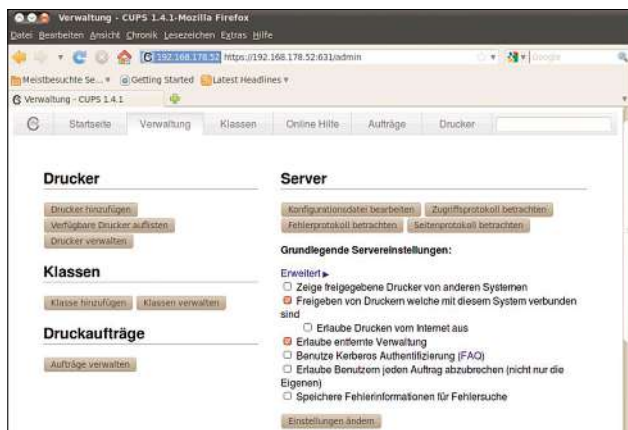 Verwaltung - CUPS 1.4.1-Mozilla Firefox
Datei Bearbeiten Ansicht Chronik Lesezeichen Extras Hilfe
192.168.178.52 https://192.168.178.52:631/admin
Google
Meistbesuchte Se... Getting Started Latest Headlines
Verwaltung - CUPS 1.4.1
Startseite Verwaltung Klassen Online Hilfe Aufträge Drucker
Drucker
Drucker hinzufügen
Verfügbare Drucker auflisten
Drucker verwalten
Klassen
Klasse hinzufügen Klassen verwalten
Druckaufträge
Aufträge verwalten
Server
Konfigurationsdatei bearbeiten Zugriffsprotokoll betrachten
Fehlerprotokoll betrachten Seitenprotokoll betrachten
Grundlegende Servereinstellungen:
Erweitert
Zeige freigegebene Drucker von anderen Systemen
Freigeben von Druckern welche mit diesem System verbunden
sind
Erlaube Drucken vom Internet aus
Erlaube entfernte Verwaltung
Benutze Kerberos Authentifizierung (FAQ)
Erlaube Benutzern jeden Auftrag abzubrechen (nicht nur die
Eigenen)
Speichere Fehlerinformationen für Fehlersuche
Einstellungen ändern